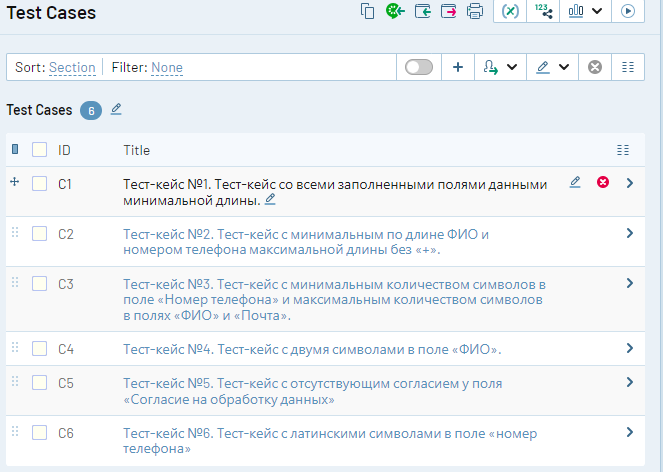 Test Cases
123
Sort: Section Filter: None
Test Cases 6
ID Title
C1 Тест-кейс №1. Тест-кейс со всеми заполненными полями данными
минимальной длины.
C2 Тест-кейс №2. Тест-кейс с минимальным по длине ФИО и
номером телефона максимальной длины без «+».
C3 Тест-кейс №3. Тест-кейс с минимальным количеством символов в
поле «Номер телефона» и максимальным количеством символов
в полях «ФИО» и «Почта».
C4 Тест-кейс №4. Тест-кейс с двумя символами в поле «ФИО».
C5 Тест-кейс №5. Тест-кейс с отсутствующим согласием у поля
«Согласие на обработку данных»
C6 Тест-кейс №6. Тест-кейс с латинскими символами в поле «номер
телефона»